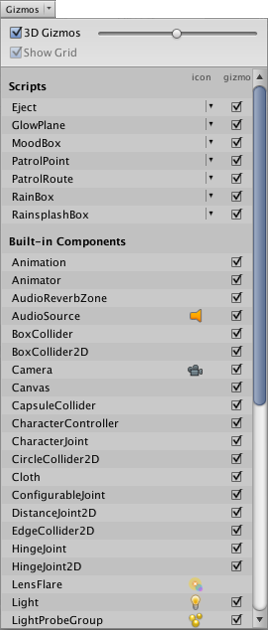 Gizmos
3D Gizmos
Show Grid
icon gizmo
Scripts
Eject
GlowPlane
MoodBox
PatrolPoint
PatrolRoute
RainBox
RainsplashBox
Built-in Components
Animation
Animator
AudioReverbZone
AudioSource
BoxCollider
BoxCollider2D
Camera
Canvas
CapsuleCollider
CharacterController
CharacterJoint
CircleCollider2D
Cloth
ConfigurableJoint
DistanceJoint2D
EdgeCollider2D
HingeJoint
HingeJoint2D
LensFlare
Light
LightProbeGroup